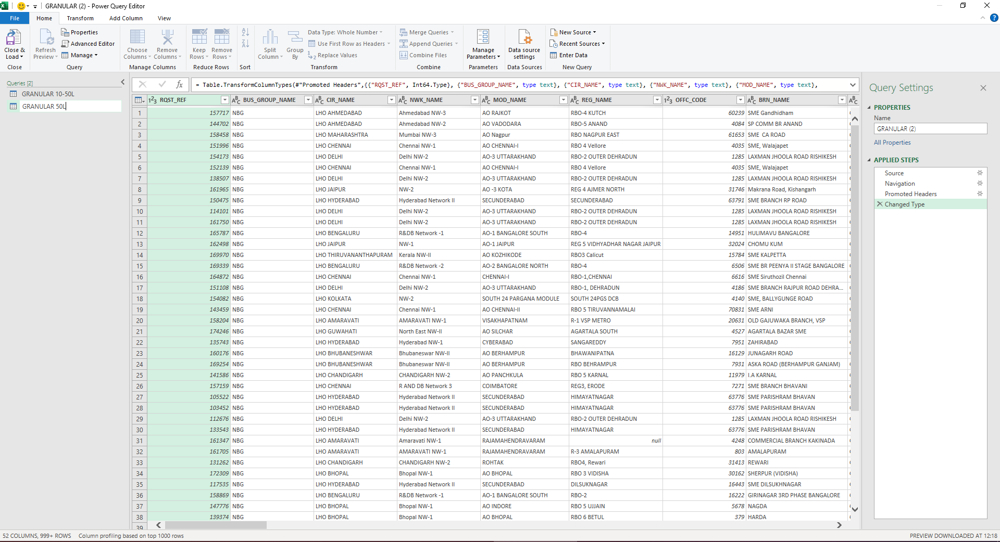 GRANULAR (2) - Power Query Editor
File Home Transform Add Column View
Close & Load
Close
Refresh Preview
Properties
Advanced Editor
Manage
Query
Choose Columns
Remove Columns
Manage Columns
Keep Rows
Remove Rows
Reduce Rows
Sort
Split Column
Group By
Data Type: Whole Number
Use First Row as Headers
Replace Values
Transform
Merge Queries
Append Queries
Combine Files
Combine
Manage Parameters
Parameters
Data source settings
Data Sources
New Source
Recent Sources
Enter Data
New Query
Queries [2]
GRANULAR 10-50L
GRANULAR 50L
= Table.TransformColumnTypes(#"Promoted Headers",{{"RQST_REF", Int64.Type}, {"BUS_GROUP_NAME", type text}, {"CIR_NAME", type text}, {"NWK_NAME", type text}, {"MOD_NAME", type text},
RQST_REF BUS_GROUP_NAME CIR_NAME NWK_NAME MOD_NAME REG_NAME OFFC_CODE BRN_NAME
1 157717 NBG LHO AHMEDABAD Ahmedabad NW-3 AO RAJKOT RBO-4 KUTCH 60239 SME Gandhidham
2 144702 NBG LHO AHMEDABAD Ahmedabad NW-2 AO VADODARA RBO-5 ANAND 4084 SP COMM BR ANAND
3 158458 NBG LHO MAHARASHTRA Mumbai NW-3 AO Nagpur RBO NAGPUR EAST 61653 SME CA ROAD
4 151996 NBG LHO CHENNAI Chennai NW-1 AO CHENNAI-I RBO 4 Vellore 4035 SME, Walajapet
5 154173 NBG LHO DELHI Delhi NW-2 AO-3 UTTARAKHAND RBO-2 OUTER DEHRADUN 1285 LAXMAN JHOOLA ROAD RISHIKESH
6 152139 NBG LHO CHENNAI Chennai NW-1 AO CHENNAI-I RBO 4 Vellore 4035 SME, Walajapet
7 138507 NBG LHO DELHI Delhi NW-2 AO-3 UTTARAKHAND RBO-2 OUTER DEHRADUN 1285 LAXMAN JHOOLA ROAD RISHIKESH
8 161965 NBG LHO JAIPUR NW-2 AO -3 KOTA REG 4 AJMER NORTH 31746 Makrana Road, Kishangarh
9 150475 NBG LHO HYDERABAD Hyderabad Network II SECUNDERABAD SECUNDERABAD 63791 SME BRANCH RP ROAD
10 114101 NBG LHO DELHI Delhi NW-2 AO-3 UTTARAKHAND RBO-2 OUTER DEHRADUN 1285 LAXMAN JHOOLA ROAD RISHIKESH
11 161750 NBG LHO DELHI Delhi NW-2 AO-3 UTTARAKHAND RBO-2 OUTER DEHRADUN 1285 LAXMAN JHOOLA ROAD RISHIKESH
12 165787 NBG LHO BENGALURU R&DB Network -1 AO-1 BANGALORE SOUTH RBO-4 14951 HULIMAVU BANGALORE
13 162498 NBG LHO JAIPUR NW-1 AO-1 JAIPUR REG 5 VIDHYADHAR NAGAR JAIPUR 32024 CHOMU KUM
14 169970 NBG LHO THIRUVANANTHAPURAM Kerala NW-II AO KOZHIKODE RBO3 Calicut 15784 SME KALPETTA
15 169339 NBG LHO BENGALURU R&DB Network -2 AO-2 BANGALORE NORTH RBO-4 6506 SME BR PEENYA II STAGE BANGALORE
16 164872 NBG LHO CHENNAI Chennai NW-1 CHENNAI-I RBO-1,CHENNAI 6616 SME Siruthozil Chennai
17 151108 NBG LHO DELHI Delhi NW-2 AO-3 UTTARAKHAND RBO-1, DEHRADUN 4186 SME BRANCH RAJPUR ROAD DEHRA...
18 154082 NBG LHO KOLKATA NW-2 SOUTH 24 PARGANA MODULE SOUTH 24PGS DCB 4140 SME, BALLYGUNGE ROAD
19 143459 NBG LHO CHENNAI Chennai NW-1 AO CHENNAI-II RBO 5 TIRUVANNAMALAI 70831 SME ARNI
20 158204 NBG LHO AMARAVATI AMARAVATI NW-1 VISAKHAPATNAM R-1 VSP METRO 20631 OLD GAJUWAKA BRANCH, VSP
21 174246 NBG LHO GUWAHATI North East NW-II AO SILCHAR AGARTALA SOUTH 4527 AGARTALA BAZAR SME
22 135743 NBG LHO HYDERABAD Hyderabad NW-1 CYBERABAD SANGAREDDY 7951 ZAHIRABAD
23 160176 NBG LHO BHUBANESHWAR Bhubaneswar NW-II AO BERHAMPUR BHAWANIPATNA 16129 JUNAGARH ROAD
24 169254 NBG LHO BHUBANESHWAR Bhubaneswar NW-II AO BERHAMPUR RBO BEHRAMPUR 7931 ASKA ROAD (BERHAMPUR GANJAM)
25 141586 NBG LHO CHANDIGARH CHANDIGARH NW-2 AO PANCHKULA RBO 5 KARNAL 11979 I.A KARNAL
26 157159 NBG LHO CHENNAI R AND DB Network 3 COIMBATORE REG3, ERODE 7271 SME BRANCH BHAVANI
27 105522 NBG LHO HYDERABAD Hyderabad Network II SECUNDERABAD HIMAYATNAGAR 63776 SME PARISHRAM BHAVAN
28 103452 NBG LHO HYDERABAD Hyderabad Network II SECUNDERABAD HIMAYATNAGAR 63776 SME PARISHRAM BHAVAN
29 112676 NBG LHO DELHI Delhi NW-2 AO-3 UTTARAKHAND RBO-2 OUTER DEHRADUN 1285 LAXMAN JHOOLA ROAD RISHIKESH
30 133543 NBG LHO HYDERABAD Hyderabad Network II SECUNDERABAD HIMAYATNAGAR 63776 SME PARISHRAM BHAVAN
31 161347 NBG LHO AMARAVATI Amaravati NW-1 RAJAMAHENDRAVARAM null 4248 COMMERCIAL BRANCH KAKINADA
32 161705 NBG LHO AMARAVATI AMARAVATI NW-1 RAJAMAHENDRAVARAM R-3 AMALAPURAM 803 AMALAPURAM
33 131262 NBG LHO CHANDIGARH CHANDIGARH NW-2 ROHTAK RBO4, Rewari 31413 REWARI
34 172309 NBG LHO BHOPAL Bhopal NW-1 AO BHOPAL RBO 3 VIDISHA 30162 SHERPUR (VIDISHA)
35 117535 NBG LHO HYDERABAD Hyderabad Network II SECUNDERABAD DILSUKNAGAR 16443 SME DILSUKHNAGAR
36 158869 NBG LHO BENGALURU R&DB Network -1 AO-1 BANGALORE SOUTH RBO-2 16222 GIRINAGAR 3RD PHASE BANGALORE
37 147776 NBG LHO BHOPAL Bhopal NW-1 AO INDORE RBO 5 UJJAIN 5678 NAGDA
38 139374 NBG LHO BHOPAL Bhopal NW-1 AO BHOPAL RBO 6 BETUL 379 HARDA
39
Query Settings
PROPERTIES
Name
GRANULAR (2)
All Properties
APPLIED STEPS
Source
Navigation
Promoted Headers
Changed Type
52 COLUMNS, 999+ ROWS Column profiling based on top 1000 rows
PREVIEW DOWNLOADED AT 12:18